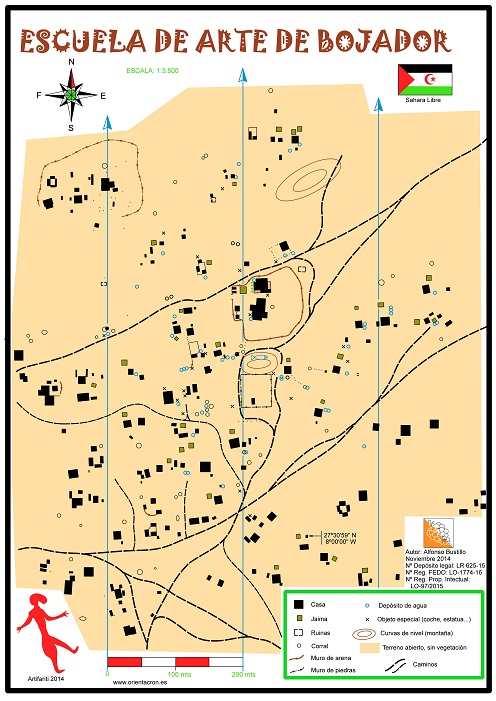 ESCUELA DE ARTE DE BOJADOR
N
ESCALA: 1:3.500
F
E
S
Sahara Libre
27°30'59" N
8°00'00" W
Autor: Alfonso Bustillo
Noviembre 2014
Nº Depósito legal: LR 625-15
Nº Reg. FEDO: LO-1774-16
Nº Reg. Prop. Intectual:
LO-97/2015
Casa
Jaima
Ruinas
Corral
Muro de arena
Muro de piedras
Depósito de agua
Objeto especial (coche, estatua...)
Curvas de nivel (montaña)
Terreno abierto, sin vegetación
Caminos
Artifariti 2014
0
100 mts
200 mts
www.orientacron.es